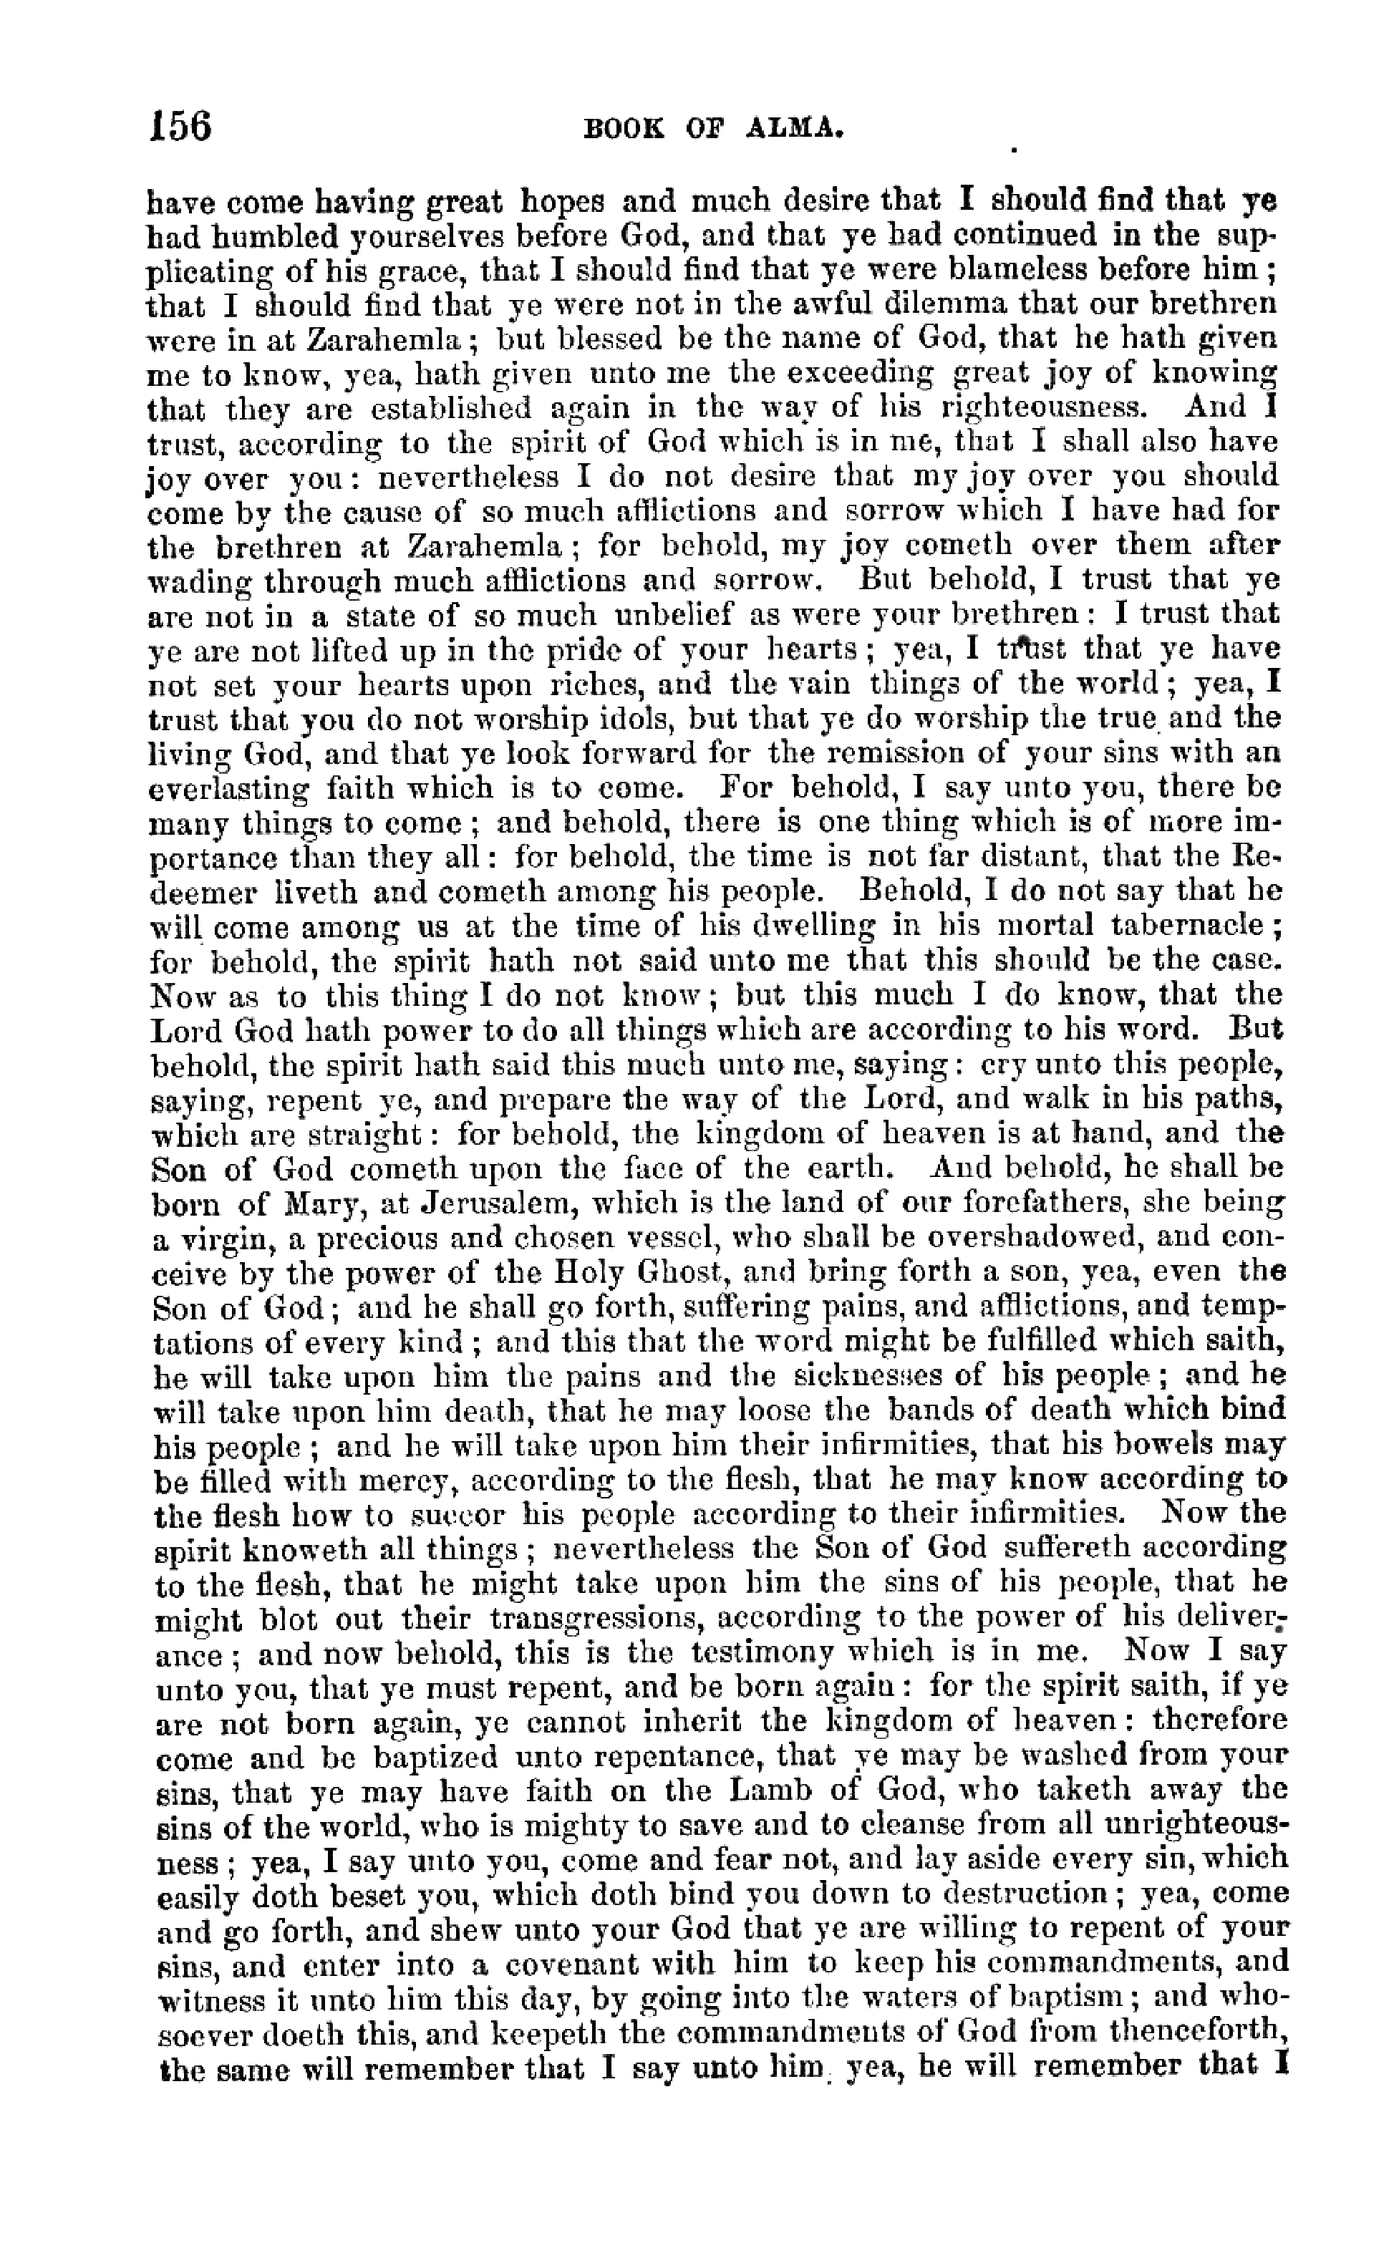 156 BOOK OF ALMA.
have come having great hopes and much desire that I should find that ye
had humbled yourselves before God, and that ye had continued in the sup-
plicating of his grace, that I should find that ye were blameless before him;
that I should find that ye were not in the awful dilemma that our brethren
were in at Zarahemla; but blessed be the name of God, that he hath given
me to know, yea, hath given unto me the exceeding great joy of knowing
that they are established again in the way of his righteousness. And I
trust, according to the spirit of God which is in me, that I shall also have
joy over you: nevertheless I do not desire that my joy over you should
come by the cause of so much afflictions and sorrow which I have had for
the brethren at Zarahemla; for behold, my joy cometh over them after
wading through much afflictions and sorrow. But behold, I trust that ye
are not in a state of so much unbelief as were your brethren: I trust that
ye are not lifted up in the pride of your hearts; yea, I trust that ye have
not set your hearts upon riches, and the vain things of the world; yea, I
trust that you do not worship idols, but that ye do worship the true and the
living God, and that ye look forward for the remission of your sins with an
everlasting faith which is to come. For behold, I say unto you, there be
many things to come; and behold, there is one thing which is of more im-
portance than they all: for behold, the time is not far distant, that the Re-
deemer liveth and cometh among his people. Behold, I do not say that he
will come among us at the time of his dwelling in his mortal tabernacle;
for behold, the spirit hath not said unto me that this should be the case.
Now as to this thing I do not know; but this much I do know, that the
Lord God hath power to do all things which are according to his word. But
behold, the spirit hath said this much unto me, saying: cry unto this people,
saying, repent ye, and prepare the way of the Lord, and walk in his paths,
which are straight: for behold, the kingdom of heaven is at hand, and the
Son of God cometh upon the face of the earth. And behold, he shall be
born of Mary, at Jerusalem, which is the land of our forefathers, she being
a virgin, a precious and chosen vessel, who shall be overshadowed, and con-
ceive by the power of the Holy Ghost, and bring forth a son, yea, even the
Son of God; and he shall go forth, suffering pains, and afflictions, and temp-
tations of every kind; and this that the word might be fulfilled which saith,
he will take upon him the pains and the sicknesses of his people; and he
will take upon him death, that he may loose the bands of death which bind
his people; and he will take upon him their infirmities, that his bowels may
be filled with mercy, according to the flesh, that he may know according to
the flesh how to succor his people according to their infirmities. Now the
spirit knoweth all things; nevertheless the Son of God suffereth according
to the flesh, that he might take upon him the sins of his people, that he
might blot out their transgressions, according to the power of his deliver-
ance; and now behold, this is the testimony which is in me. Now I say
unto you, that ye must repent, and be born again: for the spirit saith, if ye
are not born again, ye cannot inherit the kingdom of heaven: therefore
come and be baptized unto repentance, that ye may be washed from your
sins, that ye may have faith on the Lamb of God, who taketh away the
sins of the world, who is mighty to save and to cleanse from all unrighteous-
ness; yea, I say unto you, come and fear not, and lay aside every sin, which
easily doth beset you, which doth bind you down to destruction; yea, come
and go forth, and shew unto your God that ye are willing to repent of your
sins, and enter into a covenant with him to keep his commandments, and
witness it unto him this day, by going into the waters of baptism; and who-
soever doeth this, and keepeth the commandments of God from thenceforth,
the same will remember that I say unto him, yea, he will remember that I